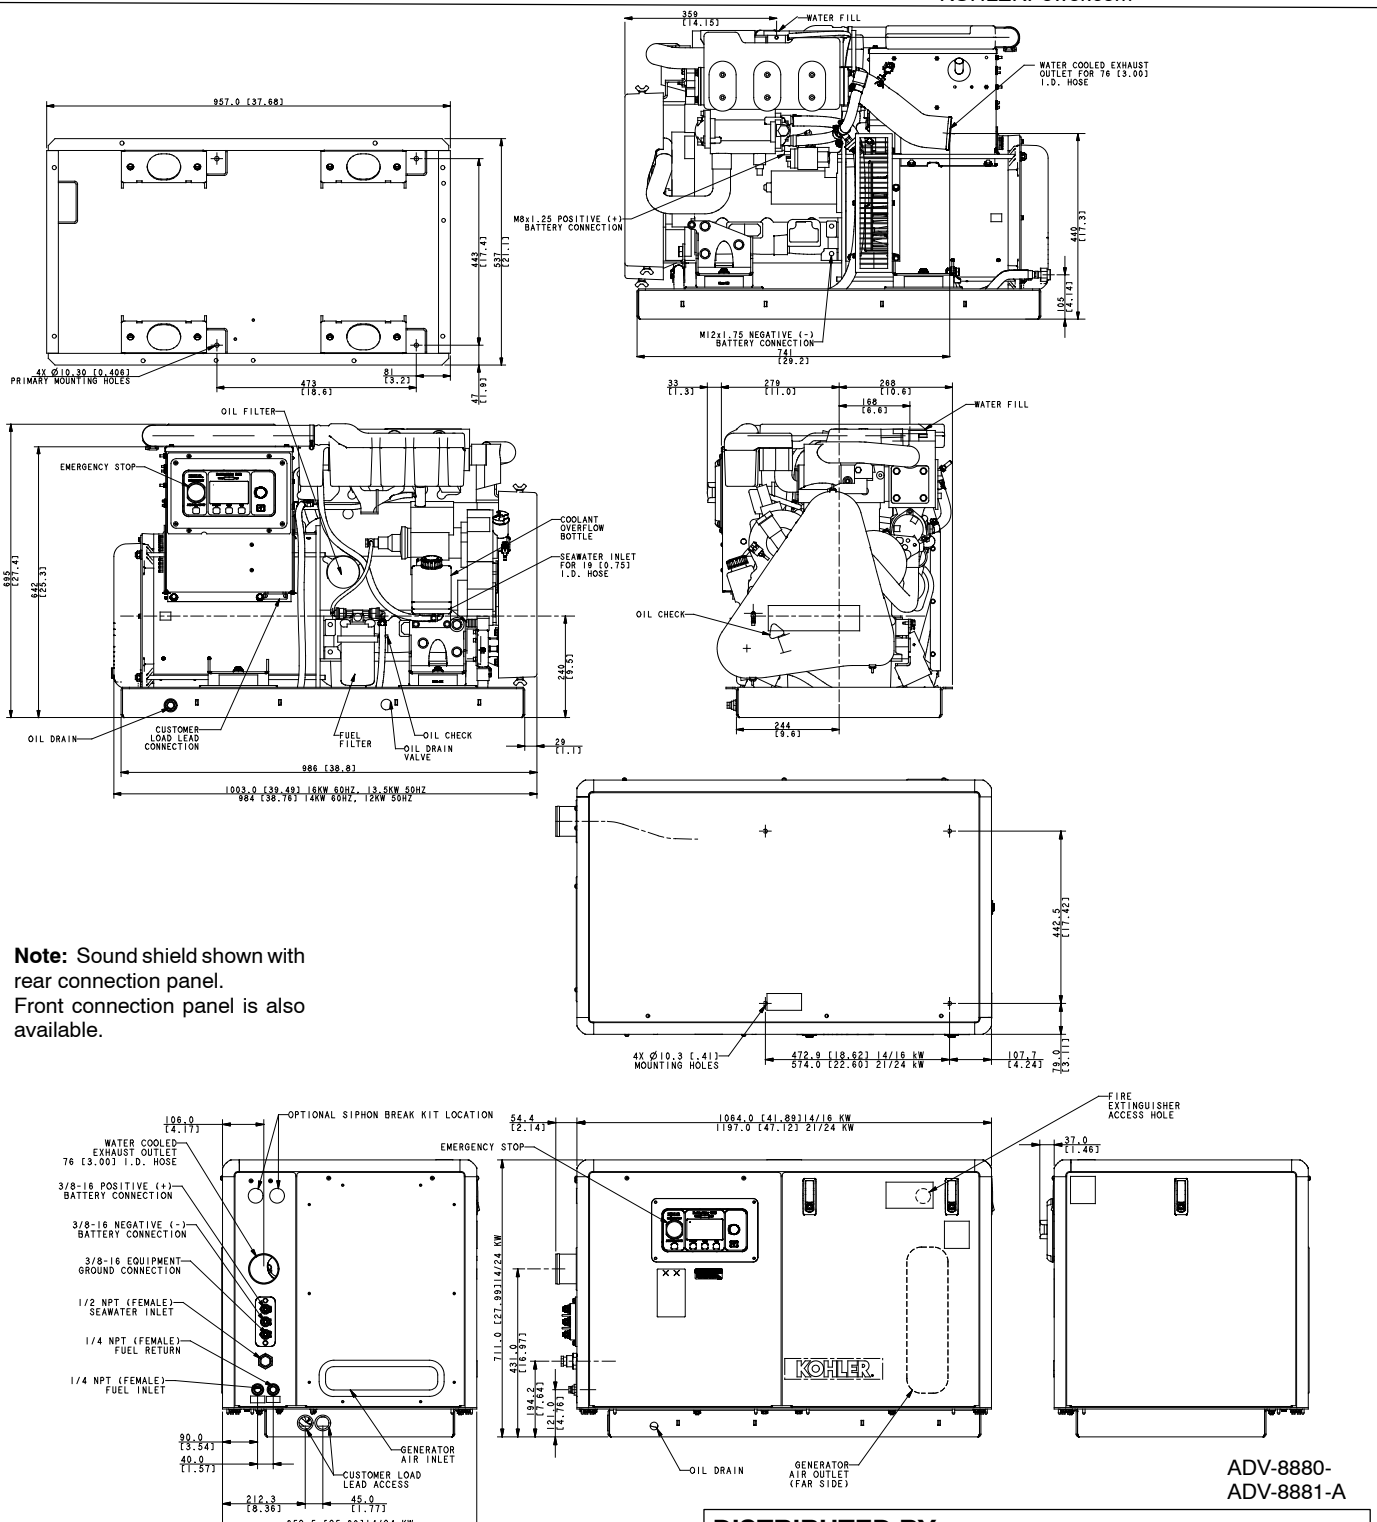 359
[14.15]
WATER FILL
WATER COOLED EXHAUST
OUTLET FOR 76 [3.00]
I.D. HOSE
957.0 [37.68]
M8x1.25 POSITIVE (+)
BATTERY CONNECTION
443
[17.4]
537
[21.1]
440
[17.3]
105
[4.14]
M12x1.75 NEGATIVE (-)
BATTERY CONNECTION
741
[29.2]
4X Ø10.30 [0.406]
PRIMARY MOUNTING HOLES
473
[18.6]
81
[3.2]
47
[1.9]
33
[1.3]
279
[11.0]
268
[10.6]
168
[6.6]
WATER FILL
OIL FILTER
EMERGENCY STOP
COOLANT
OVERFLOW
BOTTLE
SEAWATER INLET
FOR 19 [0.75]
I.D. HOSE
695
[27.4]
642
[25.3]
240
[9.5]
OIL CHECK
OIL DRAIN
CUSTOMER
LOAD LEAD
CONNECTION
FUEL
FILTER
OIL CHECK
OIL DRAIN
VALVE
29
[1.1]
244
[9.6]
986 [38.8]
1003.0 [39.49] 16KW 60HZ, 13.5KW 50HZ
984 [38.76] 14KW 60HZ, 12KW 50HZ
442.5
[17.42]
79.0
[3.11]
Note: Sound shield shown with
rear connection panel.
Front connection panel is also
available.
4X Ø10.3 [.41]
MOUNTING HOLES
472.9 [18.62] 14/16 kW
574.0 [22.60] 21/24 kW
107.7
[4.24]
106.0
[4.17]
OPTIONAL SIPHON BREAK KIT LOCATION
54.4
[2.14]
1064.0 [41.89]14/16 KW
1197.0 [47.12] 21/24 KW
FIRE
EXTINGUISHER
ACCESS HOLE
37.0
[1.46]
WATER COOLED
EXHAUST OUTLET
76 [3.00] I.D. HOSE
EMERGENCY STOP
3/8-16 POSITIVE (+)
BATTERY CONNECTION
3/8-16 NEGATIVE (-)
BATTERY CONNECTION
3/8-16 EQUIPMENT
GROUND CONNECTION
1/2 NPT (FEMALE)
SEAWATER INLET
1/4 NPT (FEMALE)
FUEL RETURN
1/4 NPT (FEMALE)
FUEL INLET
711.0 [27.99]14/24 KW
431.0
[16.97]
194.2
[7.64]
121.0
[4.76]
KOHLER.
90.0
[3.54]
40.0
[1.57]
GENERATOR
AIR INLET
CUSTOMER LOAD
LEAD ACCESS
OIL DRAIN
GENERATOR
AIR OUTLET
(FAR SIDE)
212.3
[8.36]
45.0
[1.77]
ADV-8880-
ADV-8881-A